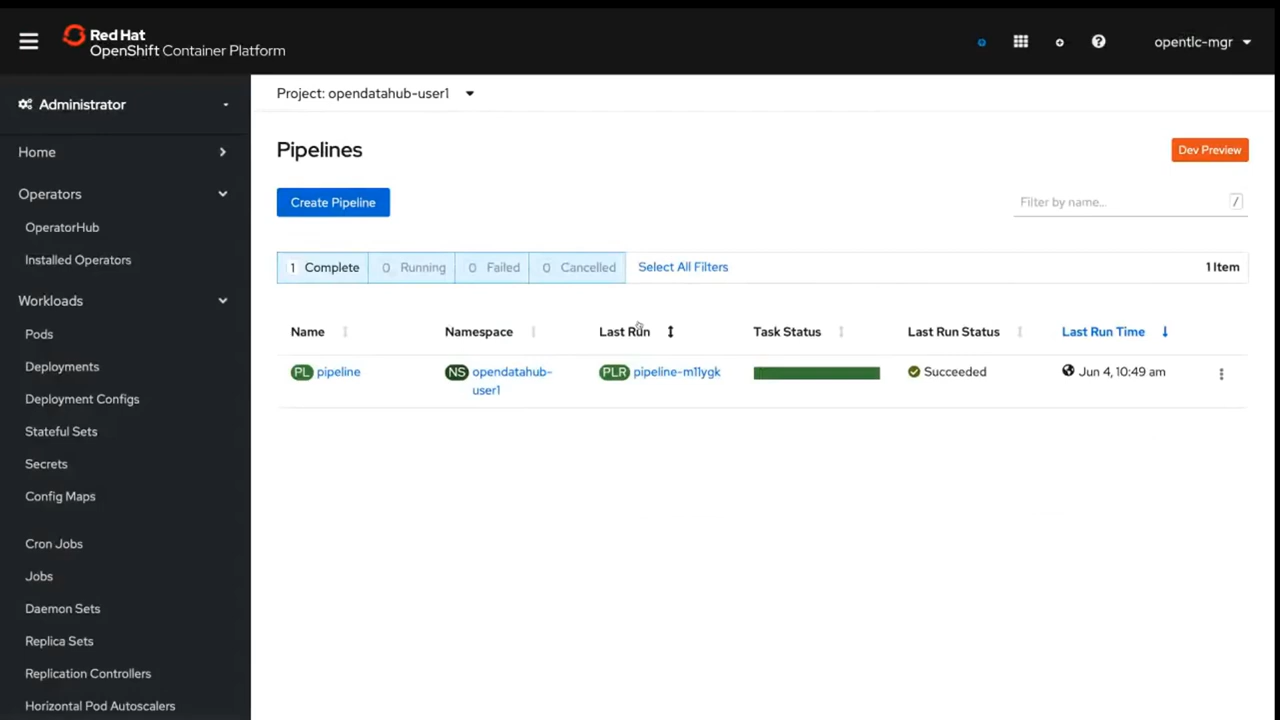 Red Hat
OpenShift Container Platform
opentlc-mgr
Administrator
Home
Operators
OperatorHub
Installed Operators
Workloads
Pods
Deployments
Deployment Configs
Stateful Sets
Secrets
Config Maps
Cron Jobs
Jobs
Daemon Sets
Replica Sets
Replication Controllers
Horizontal Pod Autoscalers
Project: opendatahub-user1
Pipelines
Dev Preview
Create Pipeline
Filter by name...
/
1 Complete
0 Running
0 Failed
0 Cancelled
Select All Filters
1 Item
Name
Namespace
Last Run
Task Status
Last Run Status
Last Run Time
PL pipeline
NS opendatahub-
user1
PLR pipeline-m11ygk
Succeeded
Jun 4, 10:49 am